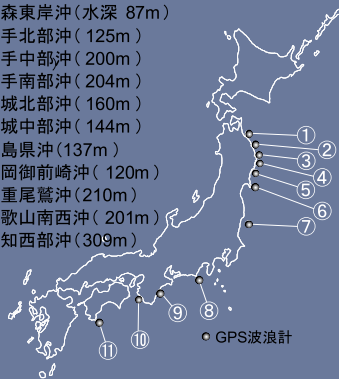 森東岸沖(水深 87m)
手北部沖( 125m)
手中部沖( 200m)
手南部沖( 204m)
城北部沖( 160m)
城中部沖( 144m)
島県沖(137m)
岡御前崎沖( 120m)
重尾鷲沖(210m)
歌山南西沖( 201m)
知西部沖(309m)
①
②
③
④
⑤
⑥
⑦
⑧
⑨
⑩
⑪
GPS波浪計